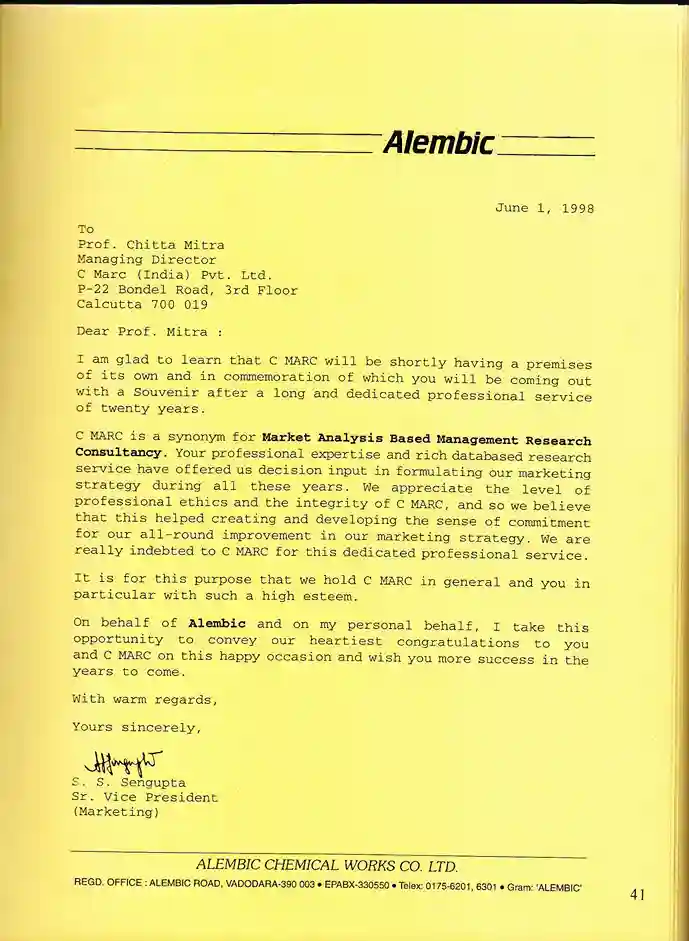 Alembic
June 1, 1998
To
Prof. Chitta Mitra
Managing Director
C Marc (India) Pvt. Ltd.
P-22 Bondel Road, 3rd Floor
Calcutta 700 019
Dear Prof. Mitra :
I am glad to learn that C MARC will be shortly having a premises
of its own and in commemoration of which you will be coming out
with a Souvenir after a long and dedicated professional service
of twenty years.
C MARC is a synonym for Market Analysis Based Management Research
Consultancy. Your professional expertise and rich databased research
service have offered us decision input in formulating our marketing
strategy during all these years. We appreciate the level of
professional ethics and the integrity of C MARC, and so we believe
that this helped creating and developing the sense of commitment
for our all-round improvement in our marketing strategy. We are
really indebted to C MARC for this dedicated professional service.
It is for this purpose that we hold C MARC in general and you in
particular with such a high esteem.
On behalf of Alembic and on my personal behalf, I take this
opportunity to convey our heartiest congratulations to you
and C MARC on this happy occasion and wish you more success in the
years to come.
With warm regards,
Yours sincerely,
S. S. Sengupta
Sr. Vice President
(Marketing)
ALEMBIC CHEMICAL WORKS CO. LTD.
REGD. OFFICE : ALEMBIC ROAD, VADODARA-390 003 • EPABX-330550 • Telex: 0175-6201, 6301 • Gram: 'ALEMBIC'
41